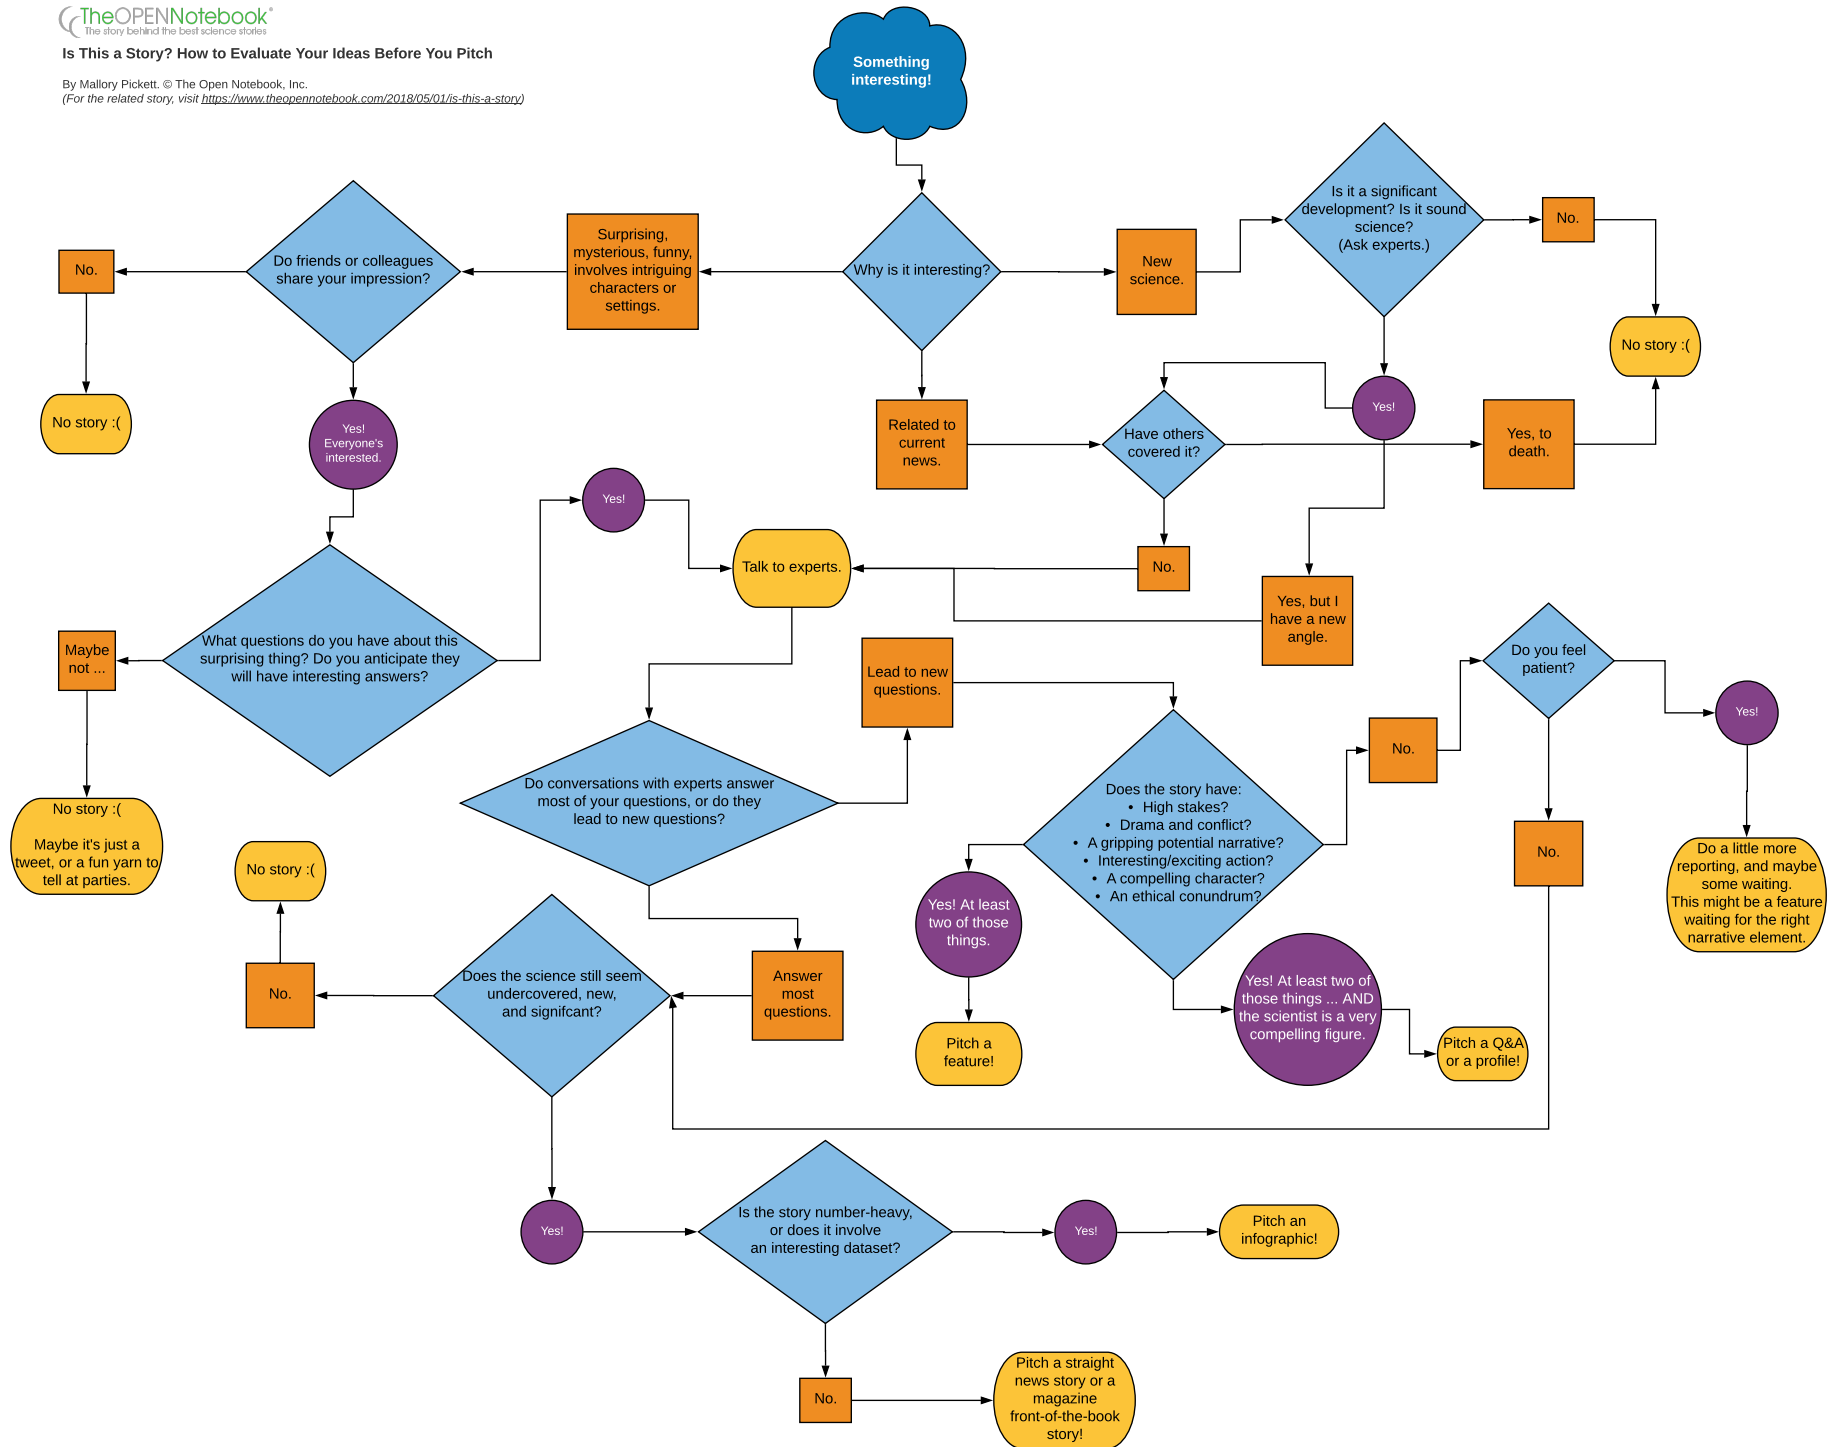 TheOPENNotebook®
The story behind the best science stories
Is This a Story? How to Evaluate Your Ideas Before You Pitch
By Mallory Pickett. © The Open Notebook, Inc.
(For the related story, visit https://www.theopennotebook.com/2018/05/01/is-this-a-story)
Something
interesting!
Why is it interesting?
Surprising,
mysterious, funny,
involves intriguing
characters or
settings.
Do friends or colleagues
share your impression?
No.
No story :(
Yes!
Everyone's
interested.
New
science.
Is it a significant
development? Is it sound
science?
(Ask experts.)
No.
No story :(
Yes!
Related to
current
news.
Have others
covered it?
Yes, to
death.
No.
Yes, but I
have a new
angle.
Yes!
Talk to experts.
What questions do you have about this
surprising thing? Do you anticipate they
will have interesting answers?
Maybe
not ...
No story :(
Maybe it's just a
tweet, or a fun yarn to
tell at parties.
Do conversations with experts answer
most of your questions, or do they
lead to new questions?
Lead to new
questions.
Does the story have:
• High stakes?
• Drama and conflict?
• A gripping potential narrative?
• Interesting/exciting action?
• A compelling character?
• An ethical conundrum?
No.
Do you feel
patient?
Yes!
Do a little more
reporting, and maybe
some waiting.
This might be a feature
waiting for the right
narrative element.
No.
Yes! At least
two of those
things.
Pitch a
feature!
Yes! At least two of
those things ... AND
the scientist is a very
compelling figure.
Pitch a Q&A
or a profile!
Answer
most
questions.
Does the science still seem
undercovered, new,
and signifcant?
No.
No story :(
Yes!
Is the story number-heavy,
or does it involve
an interesting dataset?
Yes!
Pitch an
infographic!
No.
Pitch a straight
news story or a
magazine
front-of-the-book
story!